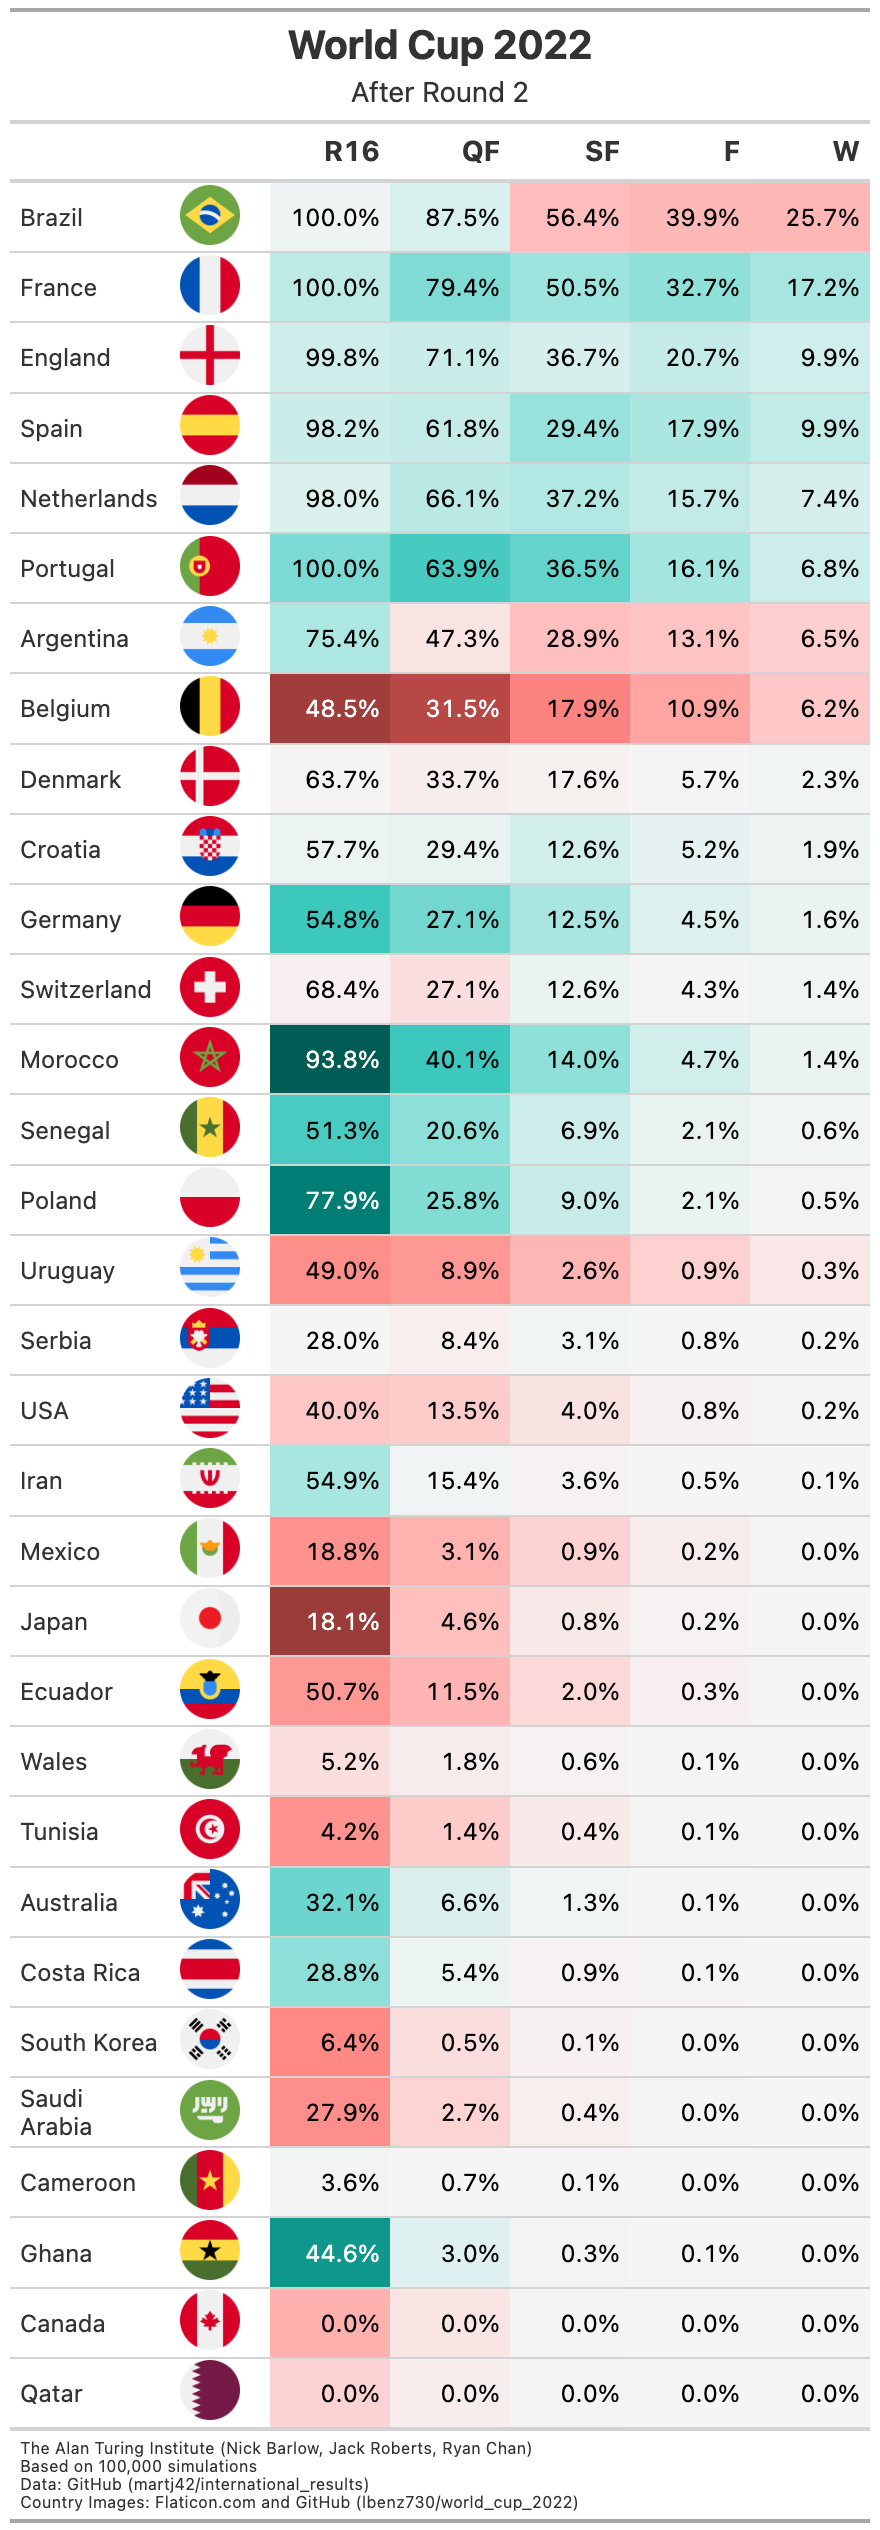 World Cup 2022
After Round 2
R16 QF SF F W
Brazil 100.0% 87.5% 56.4% 39.9% 25.7%
France 100.0% 79.4% 50.5% 32.7% 17.2%
England 99.8% 71.1% 36.7% 20.7% 9.9%
Spain 98.2% 61.8% 29.4% 17.9% 9.9%
Netherlands 98.0% 66.1% 37.2% 15.7% 7.4%
Portugal 100.0% 63.9% 36.5% 16.1% 6.8%
Argentina 75.4% 47.3% 28.9% 13.1% 6.5%
Belgium 48.5% 31.5% 17.9% 10.9% 6.2%
Denmark 63.7% 33.7% 17.6% 5.7% 2.3%
Croatia 57.7% 29.4% 12.6% 5.2% 1.9%
Germany 54.8% 27.1% 12.5% 4.5% 1.6%
Switzerland 68.4% 27.1% 12.6% 4.3% 1.4%
Morocco 93.8% 40.1% 14.0% 4.7% 1.4%
Senegal 51.3% 20.6% 6.9% 2.1% 0.6%
Poland 77.9% 25.8% 9.0% 2.1% 0.5%
Uruguay 49.0% 8.9% 2.6% 0.9% 0.3%
Serbia 28.0% 8.4% 3.1% 0.8% 0.2%
USA 40.0% 13.5% 4.0% 0.8% 0.2%
Iran 54.9% 15.4% 3.6% 0.5% 0.1%
Mexico 18.8% 3.1% 0.9% 0.2% 0.0%
Japan 18.1% 4.6% 0.8% 0.2% 0.0%
Ecuador 50.7% 11.5% 2.0% 0.3% 0.0%
Wales 5.2% 1.8% 0.6% 0.1% 0.0%
Tunisia 4.2% 1.4% 0.4% 0.1% 0.0%
Australia 32.1% 6.6% 1.3% 0.1% 0.0%
Costa Rica 28.8% 5.4% 0.9% 0.1% 0.0%
South Korea 6.4% 0.5% 0.1% 0.0% 0.0%
Saudi
Arabia 27.9% 2.7% 0.4% 0.0% 0.0%
Cameroon 3.6% 0.7% 0.1% 0.0% 0.0%
Ghana 44.6% 3.0% 0.3% 0.1% 0.0%
Canada 0.0% 0.0% 0.0% 0.0% 0.0%
Qatar 0.0% 0.0% 0.0% 0.0% 0.0%
The Alan Turing Institute (Nick Barlow, Jack Roberts, Ryan Chan)
Based on 100,000 simulations
Data: GitHub (martj42/international_results)
Country Images: Flaticon.com and GitHub (lbenz730/world_cup_2022)